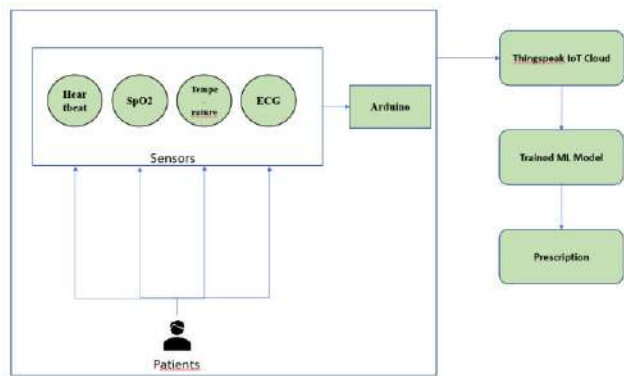 Hear
tbeat
SpO2
Tempe
rature
ECG
Arduino
Sensors
Patients
Thingspeak IoT Cloud
Trained ML Model
Prescription